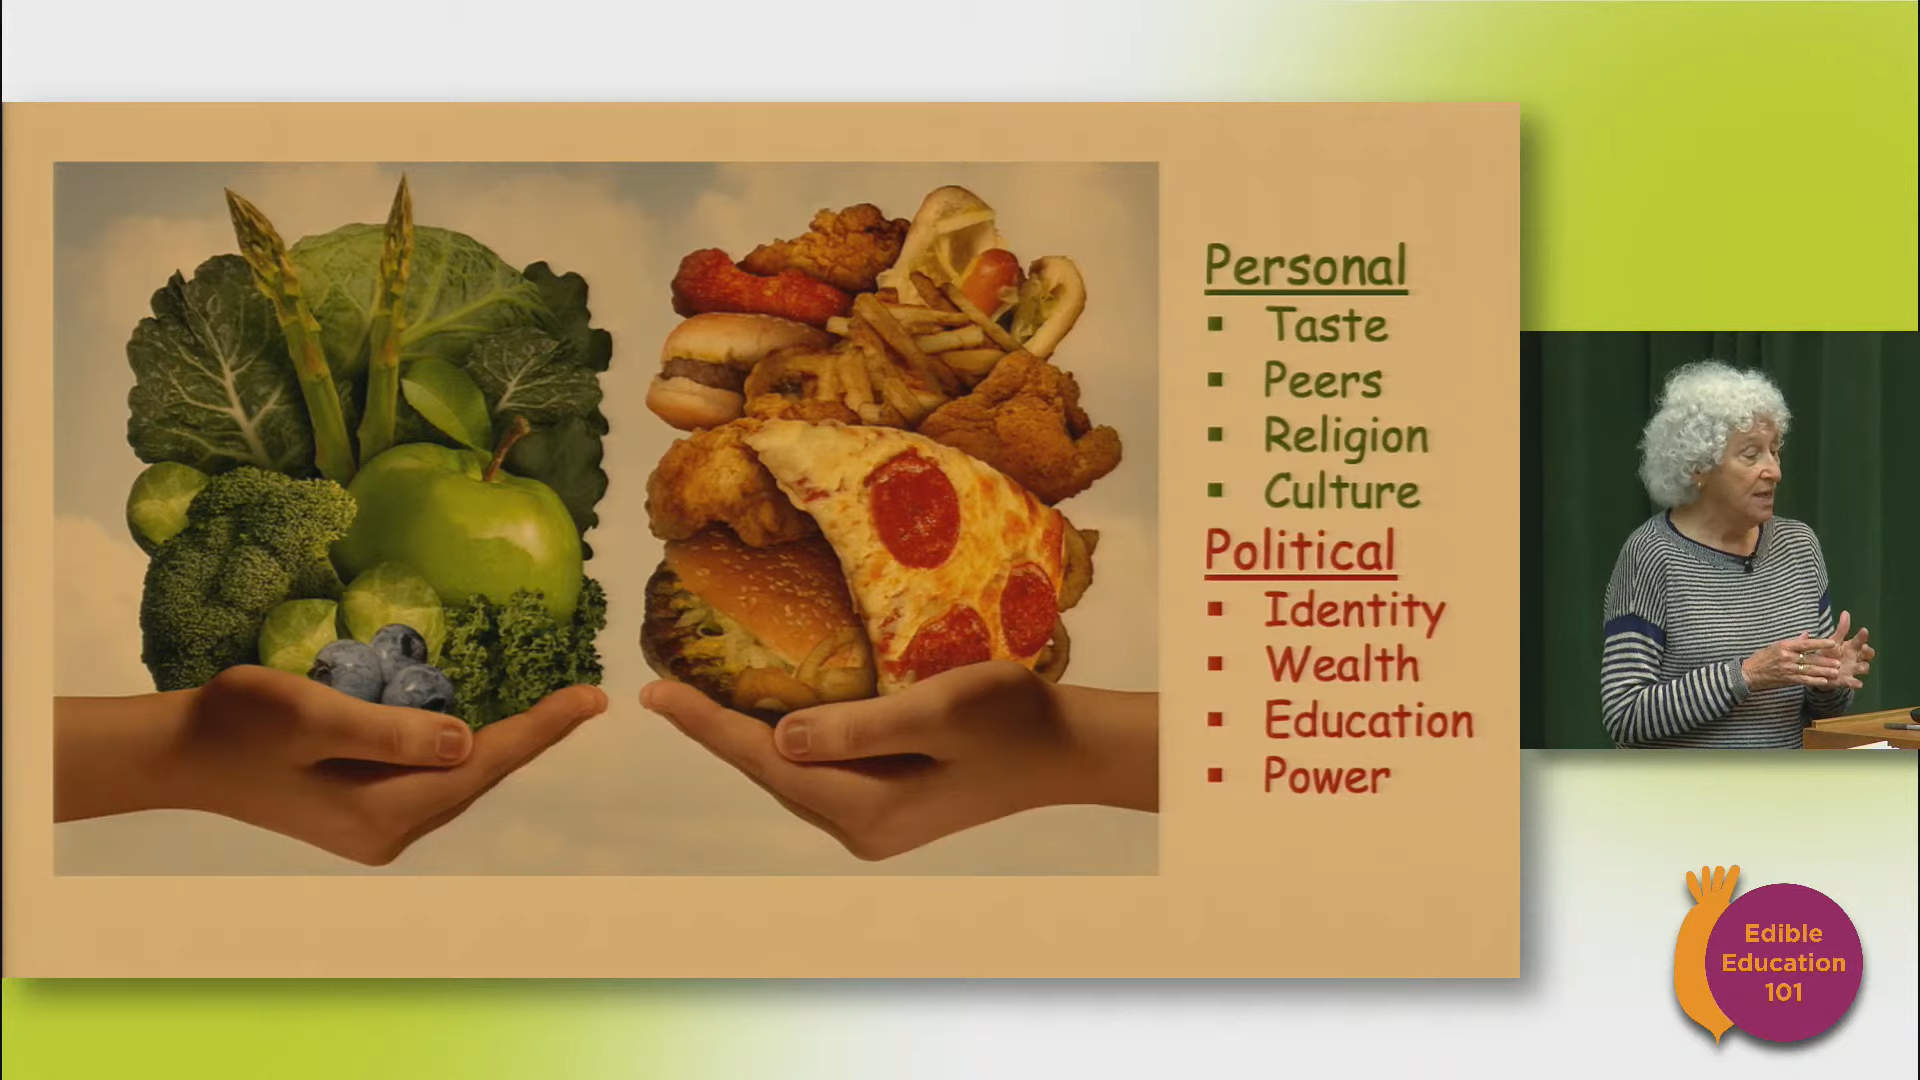 Personal
▪ Taste
▪ Peers
▪ Religion
▪ Culture
Political
▪ Identity
▪ Wealth
▪ Education
▪ Power
Edible
Education
101